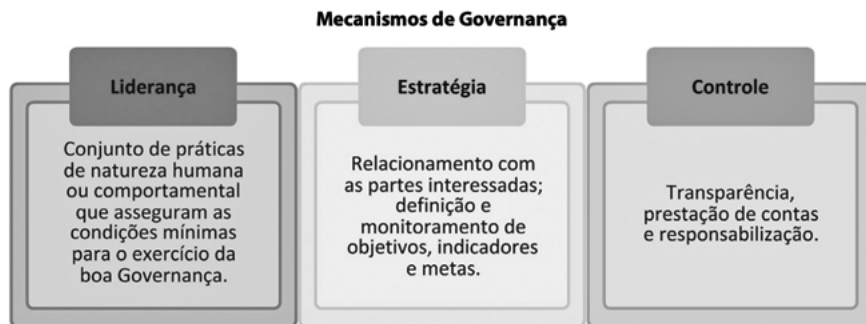 Mecanismos de Governança
Liderança
Conjunto de práticas
de natureza humana
ou comportamental
que asseguram as
condições mínimas
para o exercício da
boa Governança.
Estratégia
Relacionamento com
as partes interessadas;
definição e
monitoramento de
objetivos, indicadores
e metas.
Controle
Transparência,
prestação de contas
e responsabilização.